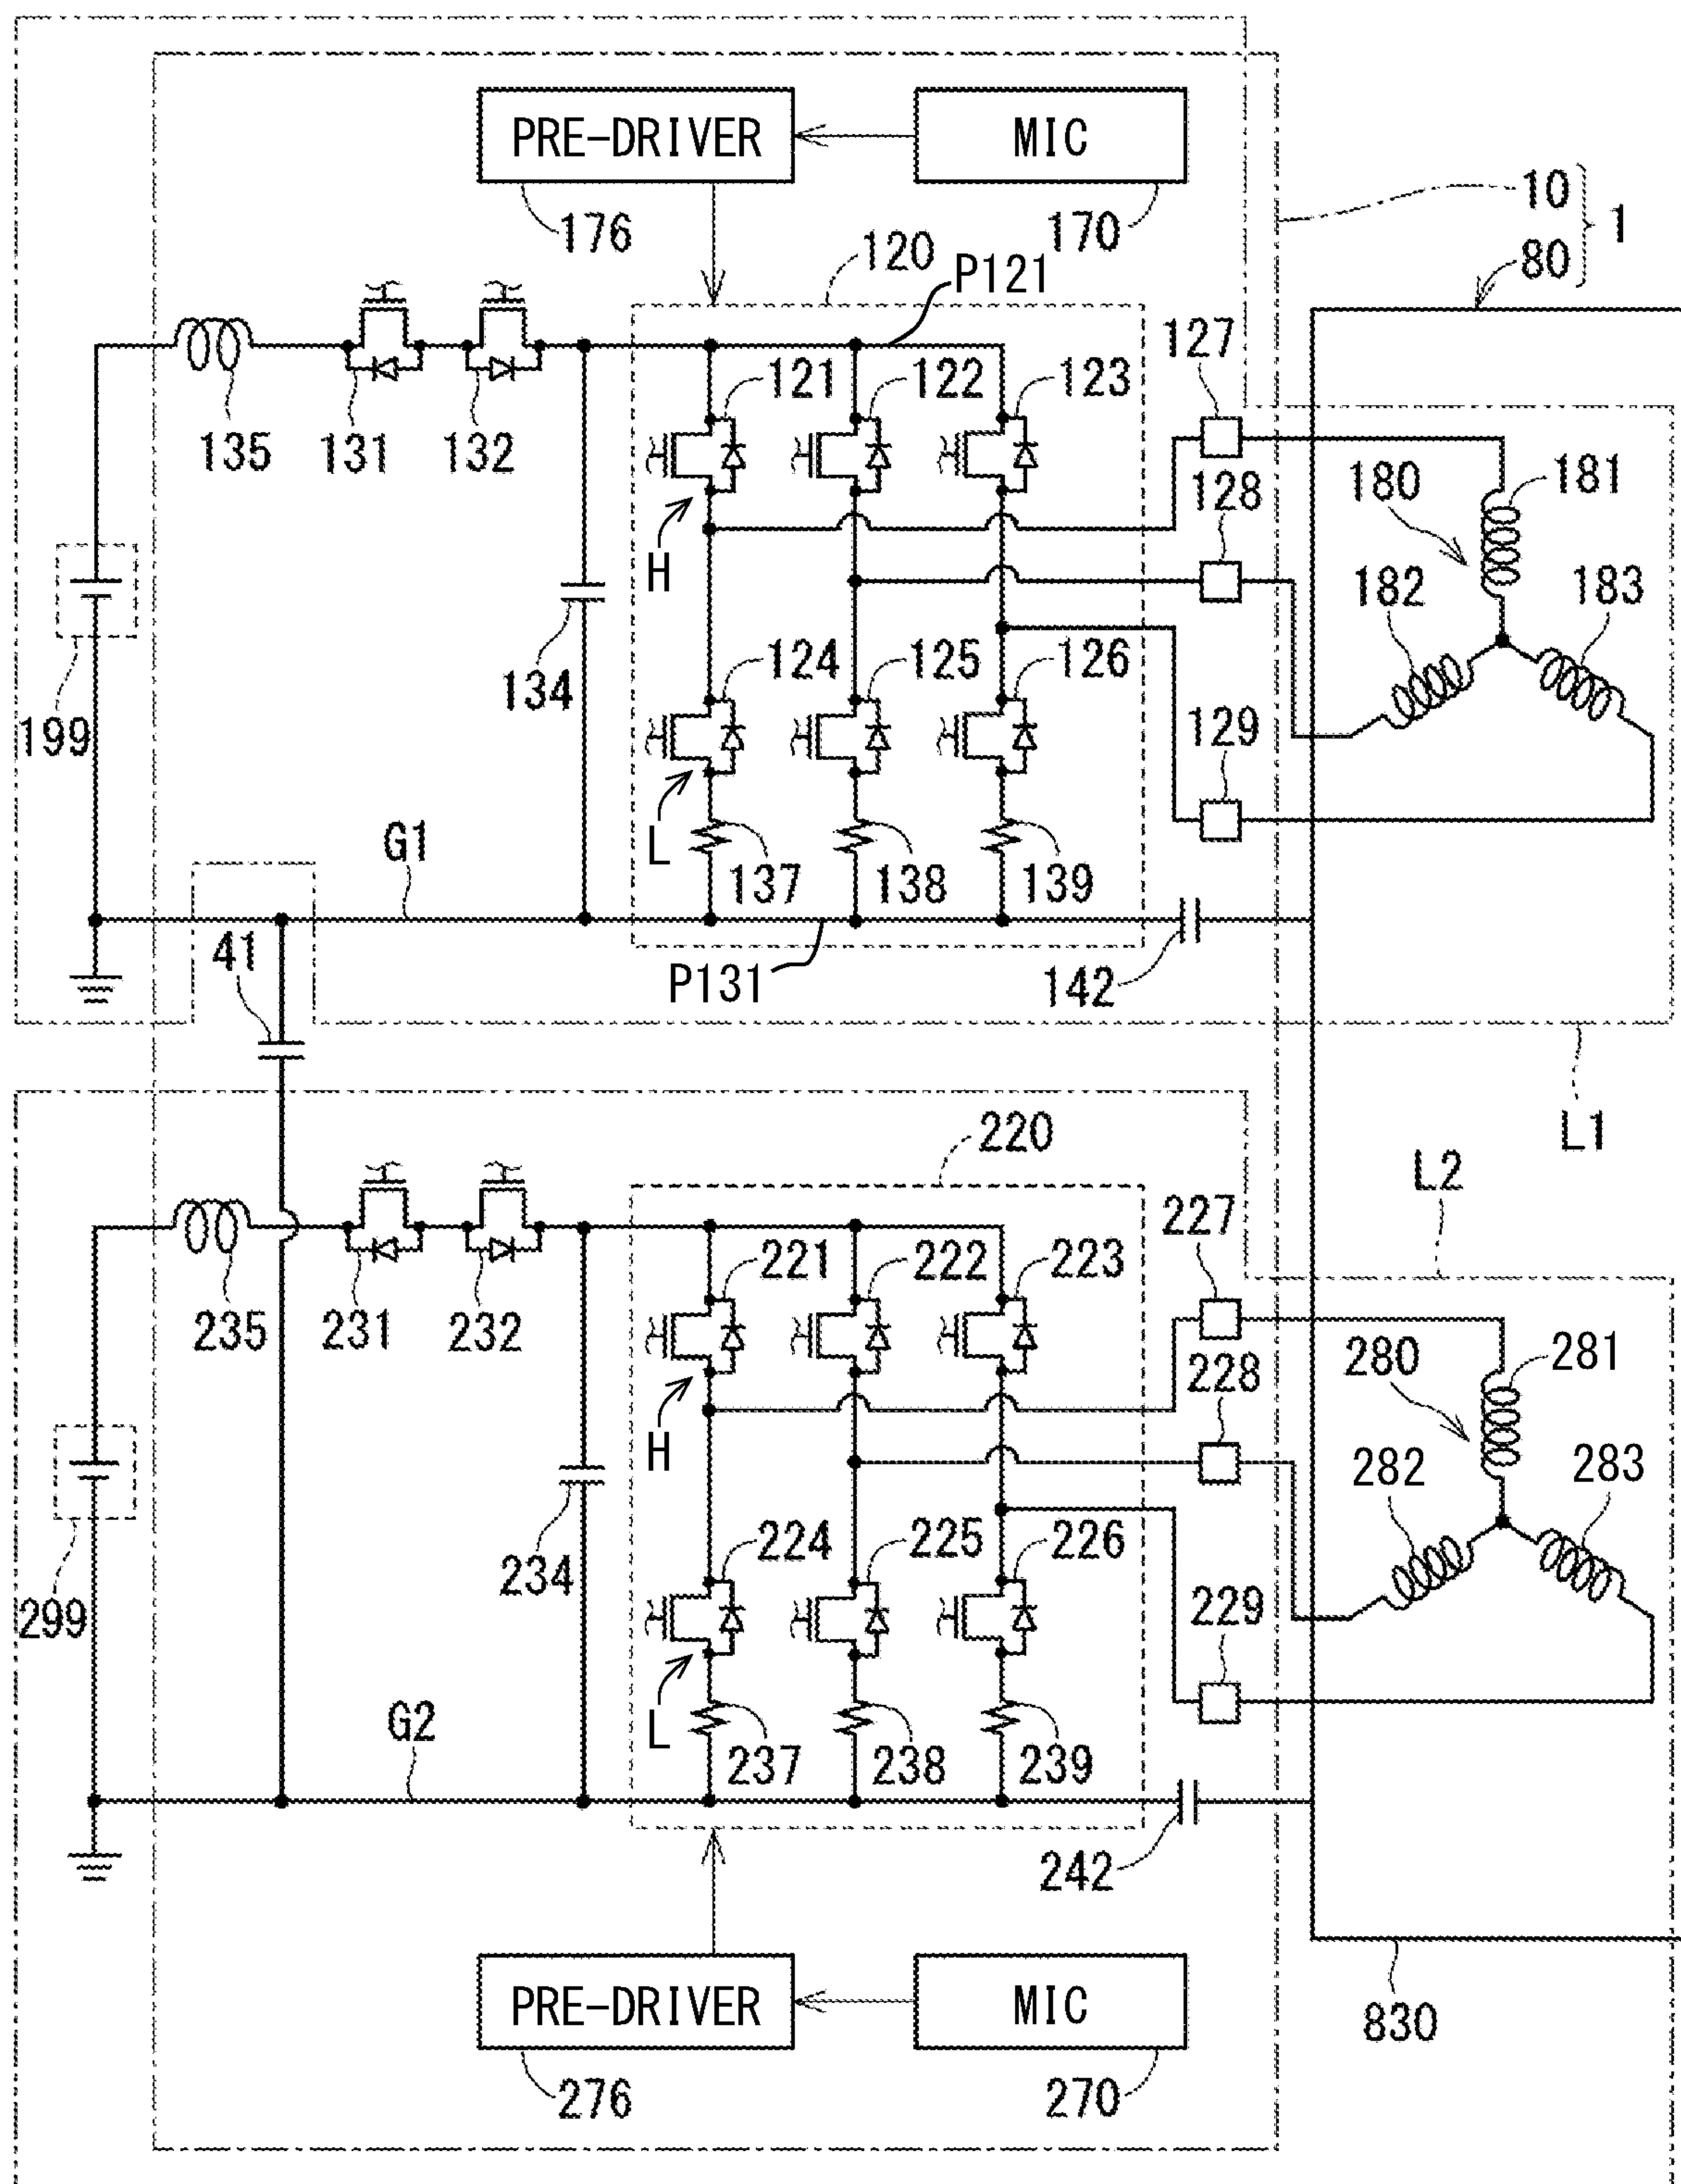 PRE-DRIVER MIC
176 170
10
80
1
120 P121
135 131 132
121 122 123
127
128
180 181
182 183
H
199
134
124 125 126
129
L
137 138 139
G1
41
P131
142
L1
L2
220
227
235 231 232
221 222 223
228
280 281
282 283
H
299
234
224 225 226
229
L
237 238 239
G2
242
PRE-DRIVER MIC
276 270
830